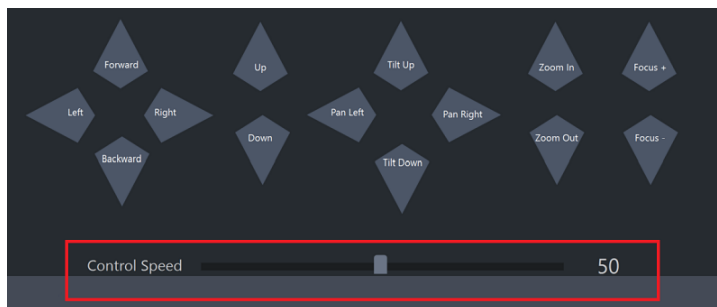 Forward
Left
Right
Backward
Up
Down
Tilt Up
Pan Left
Pan Right
Tilt Down
Zoom In
Zoom Out
Focus +
Focus -
Control Speed 50